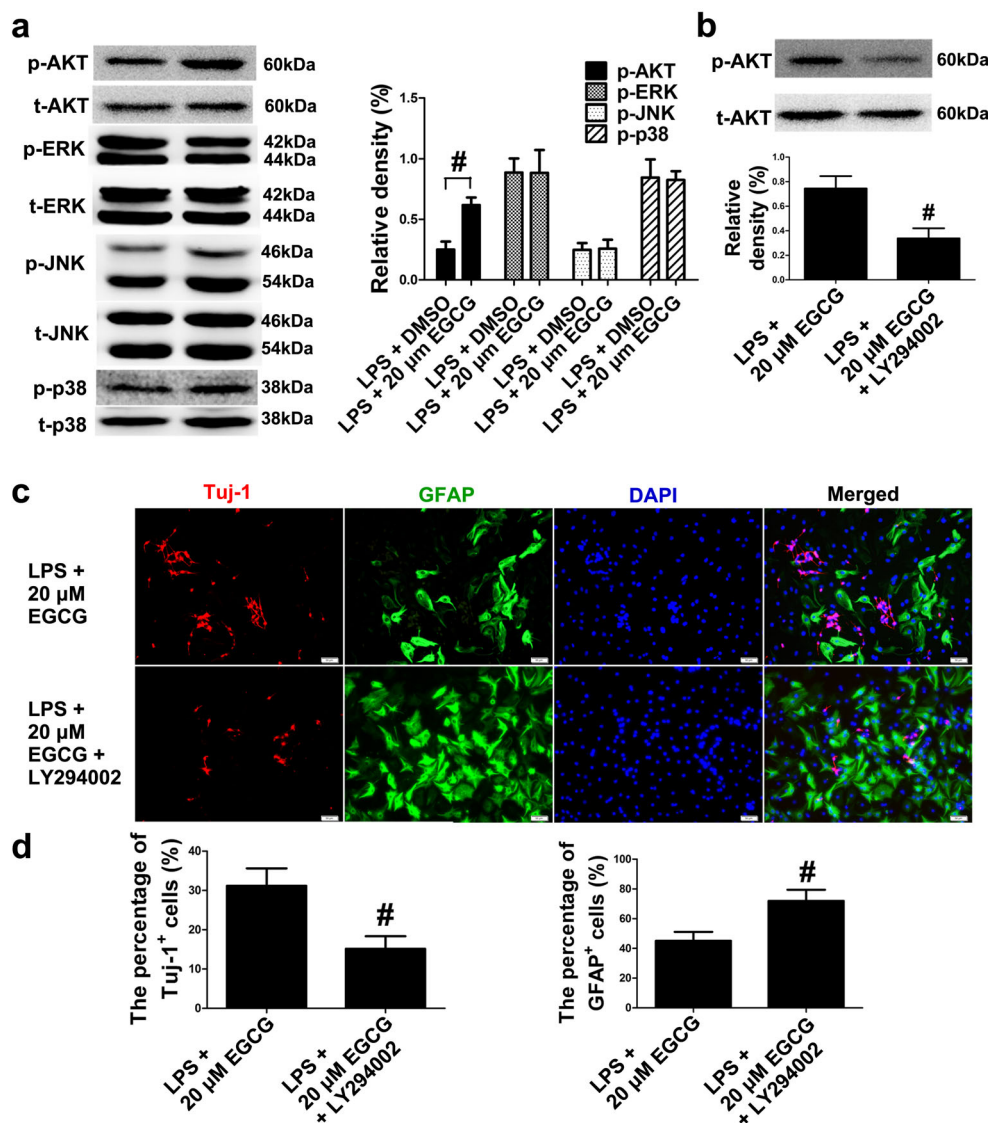 a
p-AKT
60kDa
t-AKT
60kDa
p-ERK
42kDa
44kDa
t-ERK
42kDa
44kDa
p-JNK
46kDa
54kDa
t-JNK
46kDa
54kDa
p-p38
38kDa
t-p38
38kDa
p-AKT
p-ERK
p-JNK
p-p38
Relative density (%)
1.5
1.0
0.5
0.0
#
LPS + DMSO
LPS + 20 μm EGCG
LPS + DMSO
LPS + 20 μm EGCG
LPS + DMSO
LPS + 20 μm EGCG
LPS + DMSO
LPS + 20 μm EGCG
b
p-AKT
60kDa
t-AKT
60kDa
Relative
density (%)
1.0
0.8
0.6
0.4
0.2
0.0
#
LPS +
20 μM EGCG
LPS +
20 μM EGCG
+ LY294002
c
Tuj-1
GFAP
DAPI
Merged
LPS +
20 μM
EGCG
LPS +
20 μM
EGCG +
LY294002
d
The percentage of
Tuj-1+ cells (%)
40
30
20
10
0
#
LPS +
20 μM EGCG
LPS +
20 μM EGCG
+ LY294002
The percentage of
GFAP+ cells (%)
100
80
60
40
20
0
#
LPS +
20 μM EGCG
LPS +
20 μM EGCG
+ LY294002